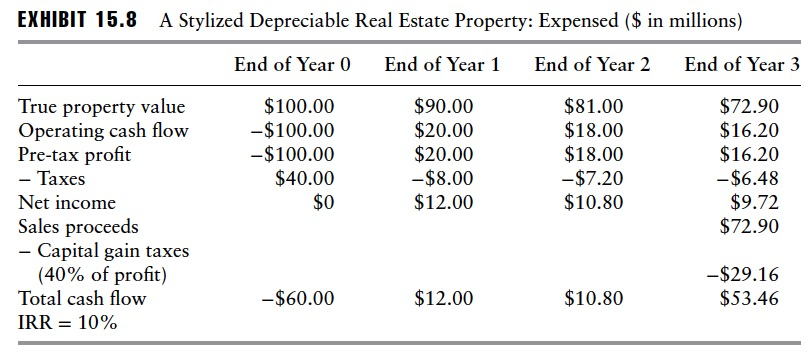 EXHIBIT 15.8 A Stylized Depreciable Real Estate Property: Expensed ($ in millions)
End of Year 0 End of Year 1 End of Year 2 End of Year 3
True property value $100.00 $90.00 $81.00 $72.90
Operating cash flow –$100.00 $20.00 $18.00 $16.20
Pre-tax profit –$100.00 $20.00 $18.00 $16.20
– Taxes $40.00 –$8.00 –$7.20 –$6.48
Net income $0 $12.00 $10.80 $9.72
Sales proceeds $72.90
– Capital gain taxes
(40% of profit) –$29.16
Total cash flow –$60.00 $12.00 $10.80 $53.46
IRR = 10%